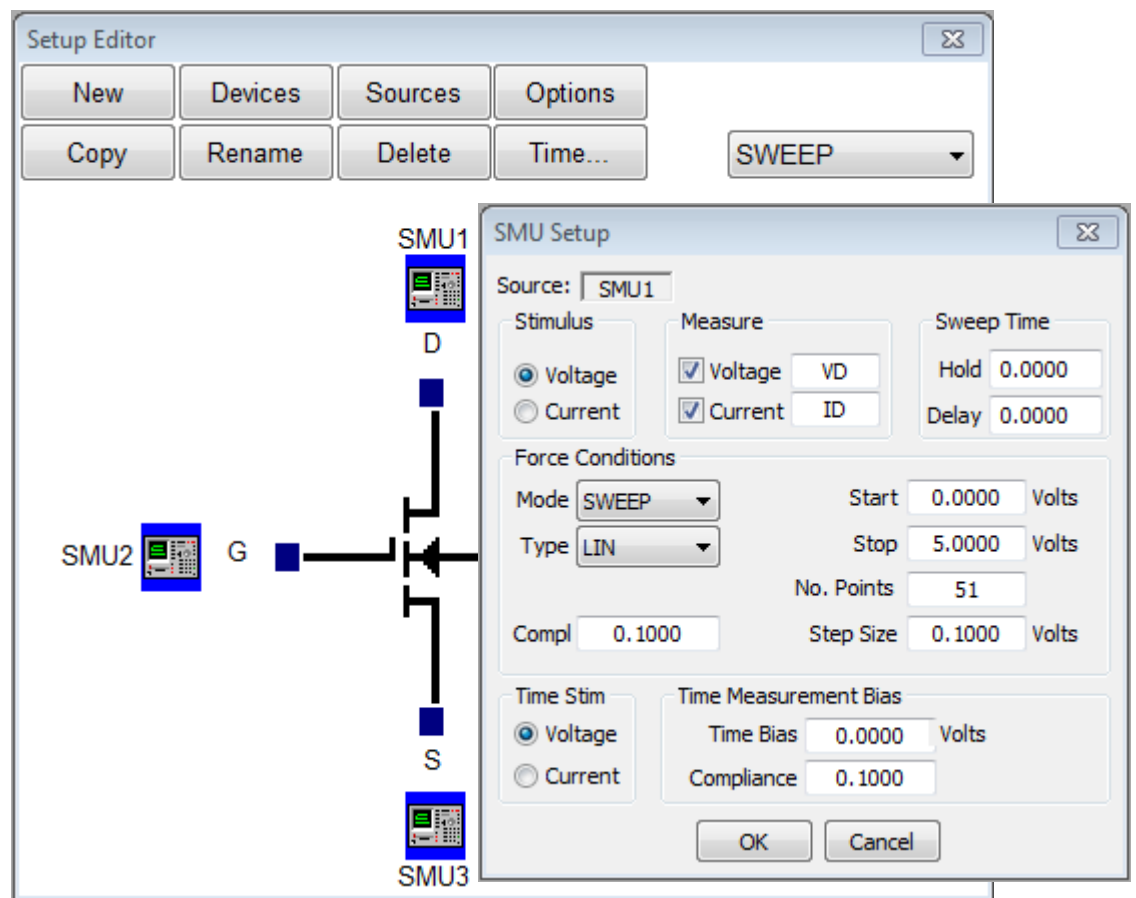 Setup Editor
New Devices Sources Options
Copy Rename Delete Time... SWEEP
SMU1
D
SMU2 G
S
SMU3
SMU Setup
Source: SMU1
Stimulus Measure Sweep Time
Voltage Voltage VD Hold 0.0000
Current Current ID Delay 0.0000
Force Conditions
Mode SWEEP Start 0.0000 Volts
Type LIN Stop 5.0000 Volts
No. Points 51
Compl 0.1000 Step Size 0.1000 Volts
Time Stim Time Measurement Bias
Voltage Time Bias 0.0000 Volts
Current Compliance 0.1000
OK Cancel